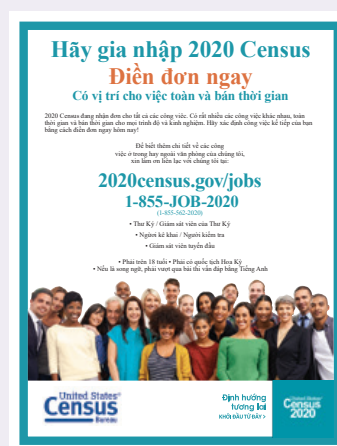 Hãy gia nhập 2020 Census
Điền đơn ngay
Có vị trí cho việc toàn và bán thời gian
2020 Census đang nhận đơn cho tất cả các công việc. Có rất nhiều các công việc khác nhau, toàn
thời gian và bán thời gian cho mọi trình độ và kinh nghiệm. Hãy xác định công việc kế tiếp của bạn
bằng cách điền đơn ngay hôm nay!
Để biết thêm chi tiết về các công
việc ở trong hay ngoài văn phòng của chúng tôi,
xin làm ơn liên lạc với chúng tôi tại:
2020census.gov/jobs
1-855-JOB-2020
(1-855-562-2020)
• Thư Ký / Giám sát viên của Thư Ký
• Người kê khai / Người kiểm tra
• Giám sát viên tuyến đầu
• Phải trên 18 tuổi • Phải có quốc tịch Hoa Kỳ
• Nếu là song ngữ, phải vượt qua bài thi vấn đáp bằng Tiếng Anh
United States®
Census
Bureau
Định hướng
tương lai
KHỞI ĐẦU TỪ ĐÂY >
Census
2020